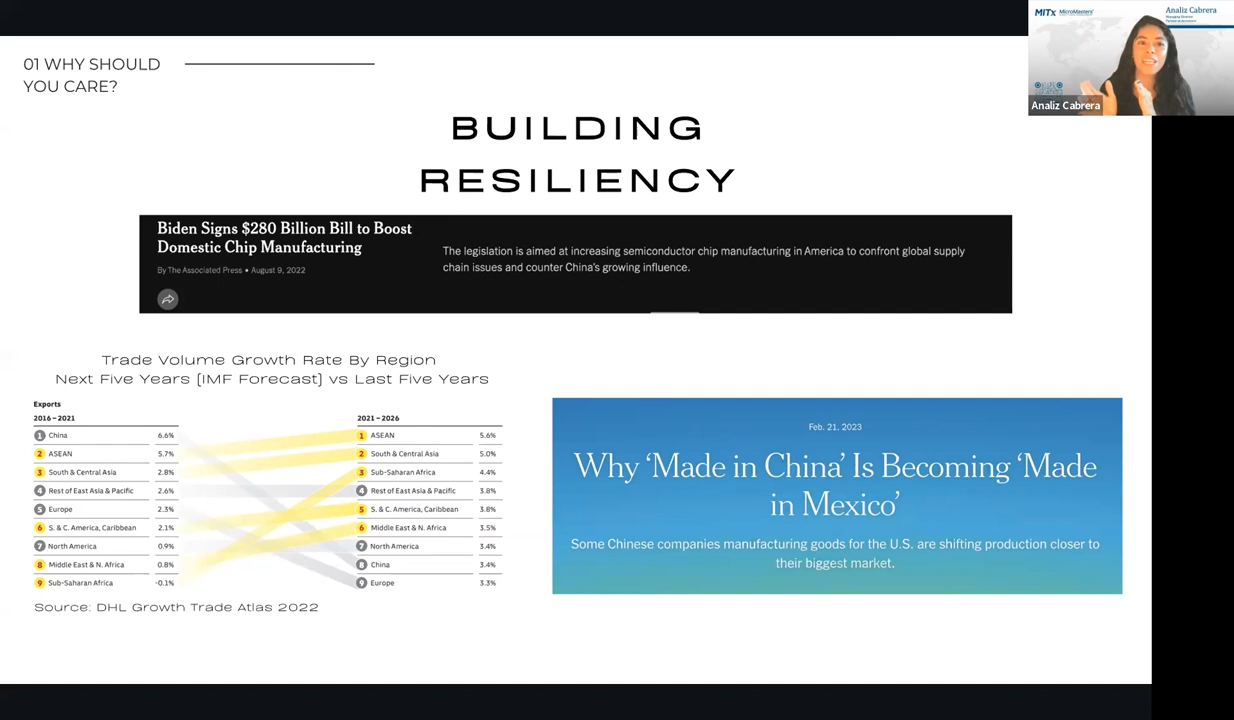 MITx MicroMasters
Analiz Cabrera
Managing Director
Analiz Cabrera
01 WHY SHOULD
YOU CARE?
BUILDING
RESILIENCY
Biden Signs $280 Billion Bill to Boost
Domestic Chip Manufacturing
By The Associated Press • August 9, 2022
The legislation is aimed at increasing semiconductor chip manufacturing in America to confront global supply
chain issues and counter China's growing influence.
Trade Volume Growth Rate By Region
Next Five Years (IMF Forecast) vs Last Five Years
Exports
2016–2021 2021–2026
1 China 6.6% 1 ASEAN 5.6%
2 ASEAN 5.7% 2 South & Central Asia 5.0%
3 South & Central Asia 2.8% 3 Sub-Saharan Africa 4.4%
4 Rest of East Asia & Pacific 2.6% 4 Rest of East Asia & Pacific 3.8%
5 Europe 2.3% 5 S. & C. America, Caribbean 3.8%
6 S. & C. America, Caribbean 2.1% 6 Middle East & N. Africa 3.5%
7 North America 0.9% 7 North America 3.4%
8 Middle East & N. Africa 0.8% 8 China 3.4%
9 Sub-Saharan Africa -0.1% 9 Europe 3.3%
Source: DHL Growth Trade Atlas 2022
Feb. 21, 2023
Why 'Made in China' Is Becoming 'Made
in Mexico'
Some Chinese companies manufacturing goods for the U.S. are shifting production closer to
their biggest market.